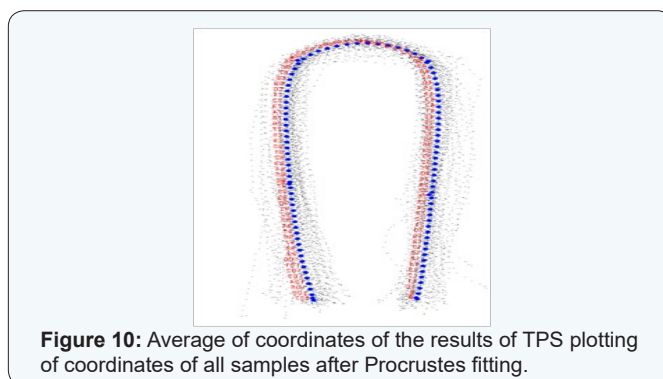 Figure 10: Average of coordinates of the results of TPS plotting
of coordinates of all samples after Procrustes fitting.